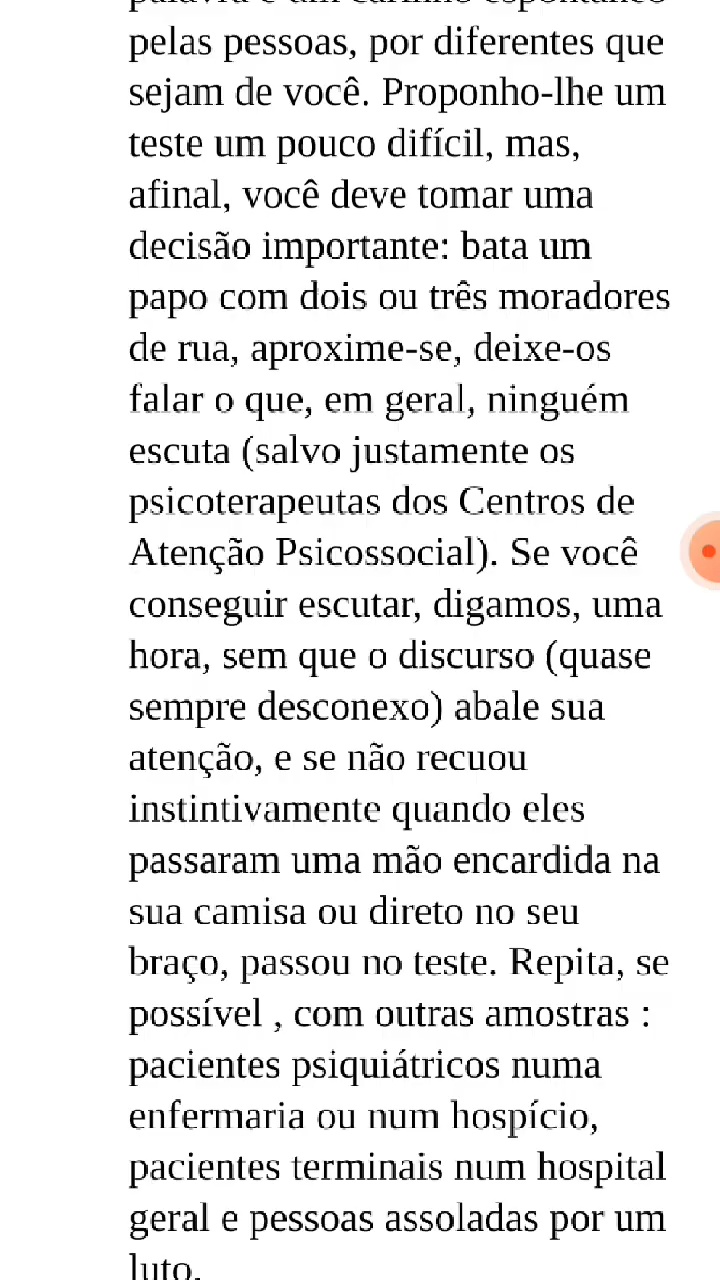 palavra e um carinho espontâneo
pelas pessoas, por diferentes que
sejam de você. Proponho-lhe um
teste um pouco difícil, mas,
afinal, você deve tomar uma
decisão importante: bata um
papo com dois ou três moradores
de rua, aproxime-se, deixe-os
falar o que, em geral, ninguém
escuta (salvo justamente os
psicoterapeutas dos Centros de
Atenção Psicossocial). Se você
conseguir escutar, digamos, uma
hora, sem que o discurso (quase
sempre desconexo) abale sua
atenção, e se não recuou
instintivamente quando eles
passaram uma mão encardida na
sua camisa ou direto no seu
braço, passou no teste. Repita, se
possível , com outras amostras :
pacientes psiquiátricos numa
enfermaria ou num hospício,
pacientes terminais num hospital
geral e pessoas assoladas por um
luto.